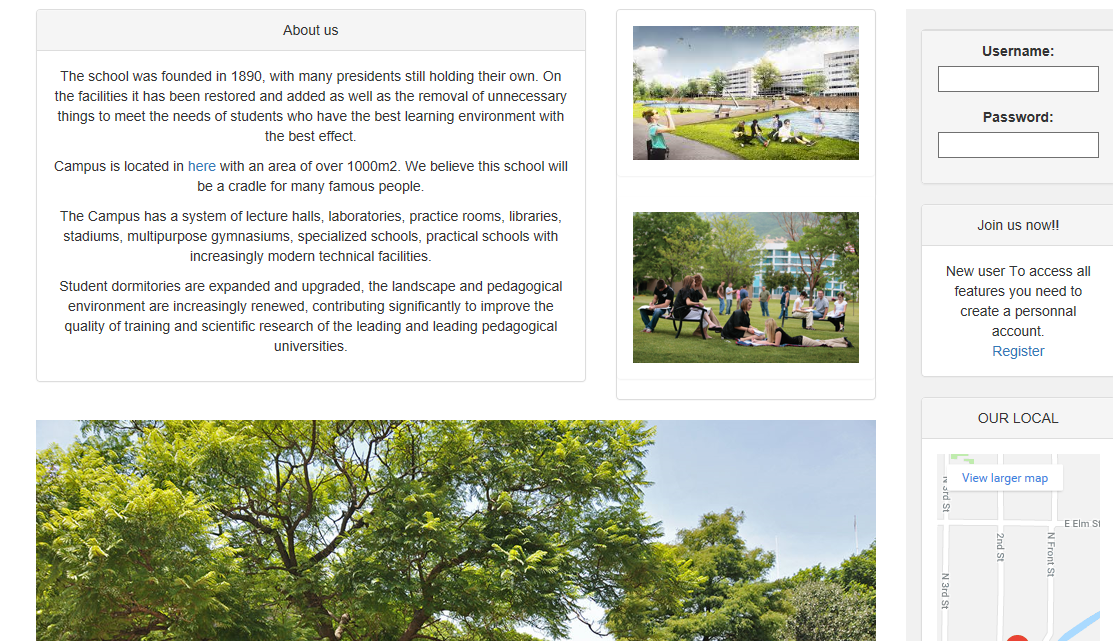 About us
The school was founded in 1890, with many presidents still holding their own. On
the facilities it has been restored and added as well as the removal of unnecessary
things to meet the needs of students who have the best learning environment with
the best effect.
Campus is located in here with an area of over 1000m2. We believe this school will
be a cradle for many famous people.
The Campus has a system of lecture halls, laboratories, practice rooms, libraries,
stadiums, multipurpose gymnasiums, specialized schools, practical schools with
increasingly modern technical facilities.
Student dormitories are expanded and upgraded, the landscape and pedagogical
environment are increasingly renewed, contributing significantly to improve the
quality of training and scientific research of the leading and leading pedagogical
universities.
Username:
Password:
Join us now!!
New user To access all
features you need to
create a personnal
account.
Register
OUR LOCAL
View larger map
N 3rd St
E Elm St
2nd St
N Front St
N 3rd St